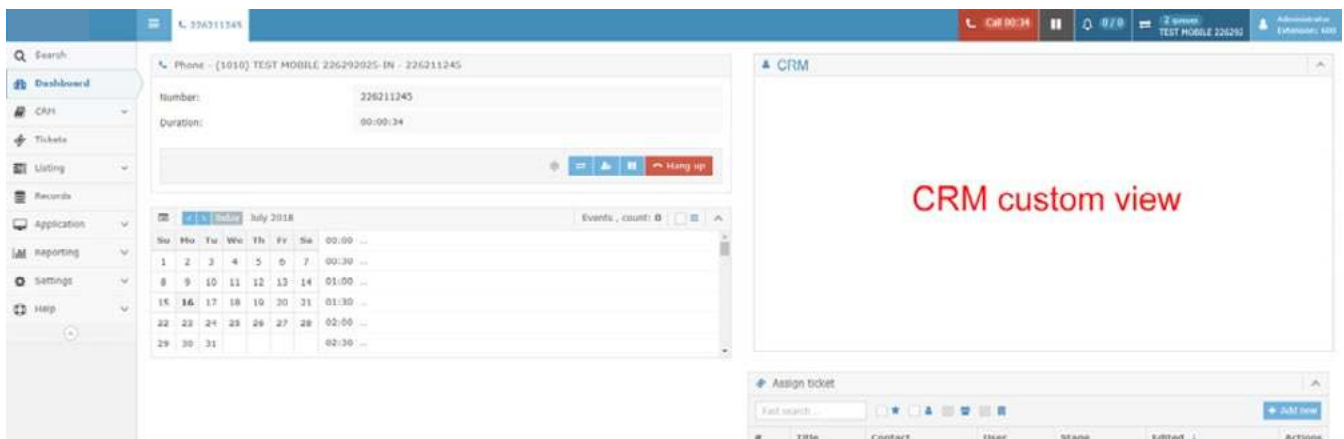 226211245
Call 00:34
0 / 0
2 queues
TEST MOBILE 226292
Administrator
Extension: 600
Search
Dashboard
CRM
Tickets
Listing
Records
Application
Reporting
Settings
Help
Phone - (1010) TEST MOBILE 226292025-IN - 226211245
Number: 226211245
Duration: 00:00:34
Hang up
< > Today July 2018 Events , count: 0
Su Mo Tu We Th Fr Sa 00:00 ...
1 2 3 4 5 6 7 00:30 ...
8 9 10 11 12 13 14 01:00 ...
15 16 17 18 19 20 21 01:30 ...
22 23 24 25 26 27 28 02:00 ...
29 30 31 02:30 ...
CRM
CRM custom view
Assign ticket
Fast search ...
Add new
# Title Contact User Stage Edited ↓ Actions